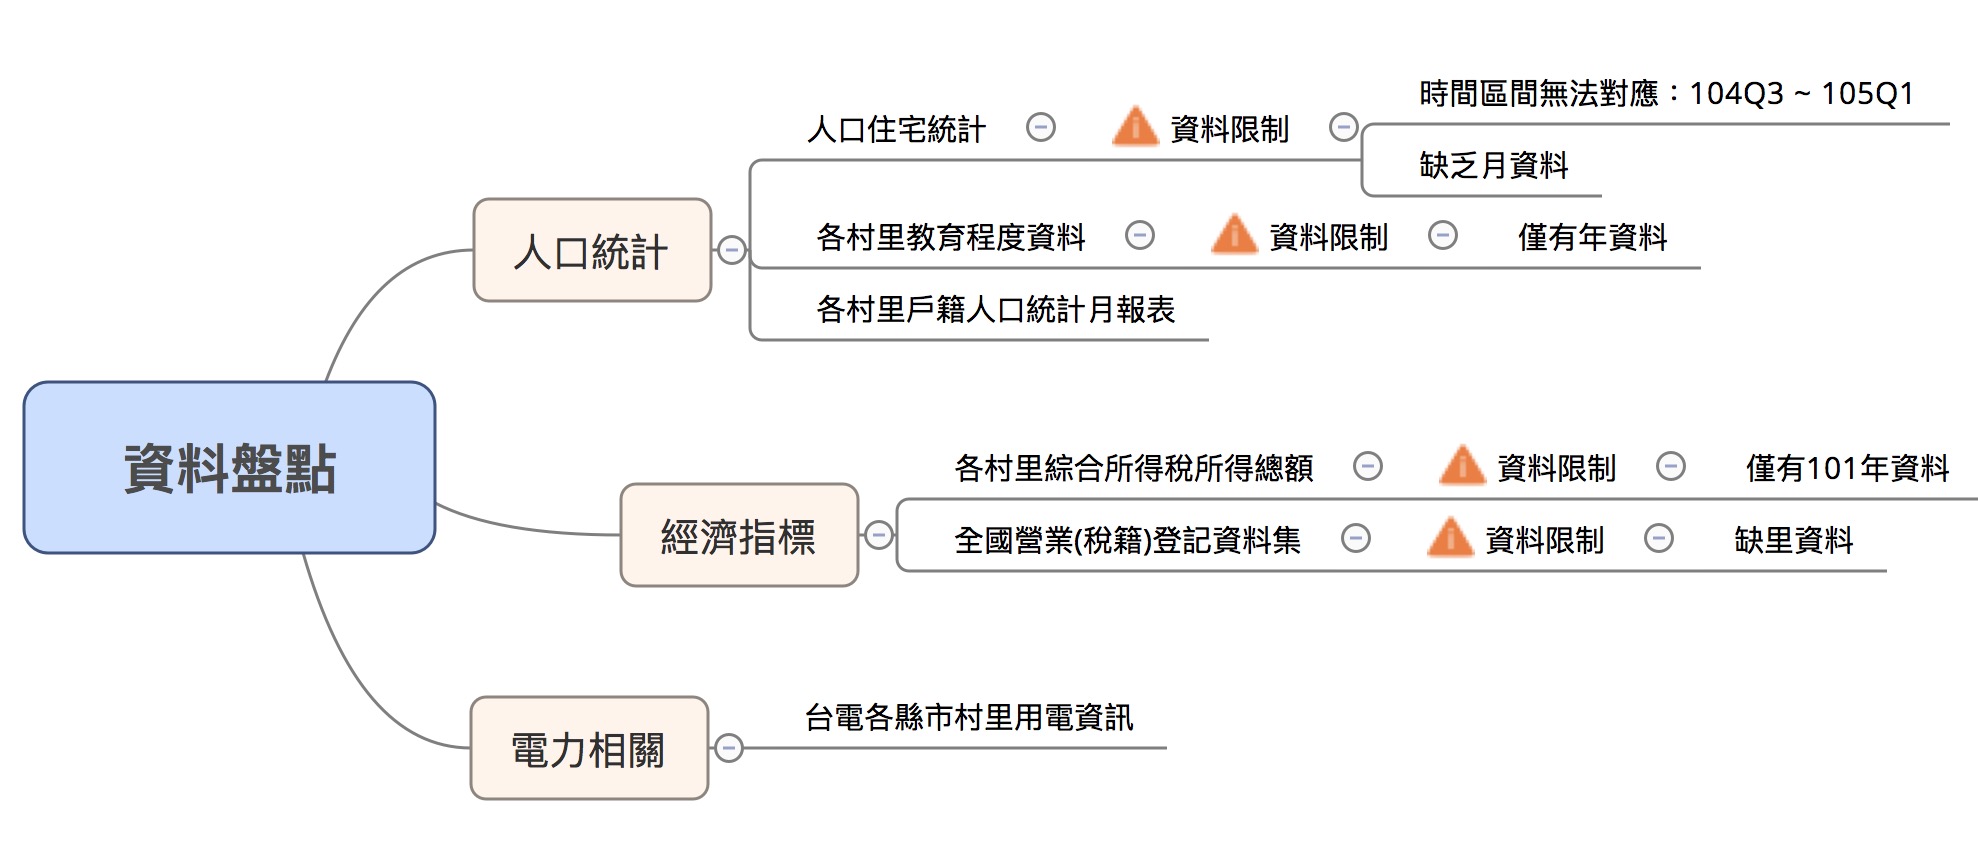 資料盤點
人口統計
人口住宅統計
資料限制
時間區間無法對應：104Q3 ~ 105Q1
缺乏月資料
各村里教育程度資料
資料限制
僅有年資料
各村里戶籍人口統計月報表
經濟指標
各村里綜合所得稅所得總額
資料限制
僅有101年資料
全國營業(稅籍)登記資料集
資料限制
缺里資料
電力相關
台電各縣市村里用電資訊